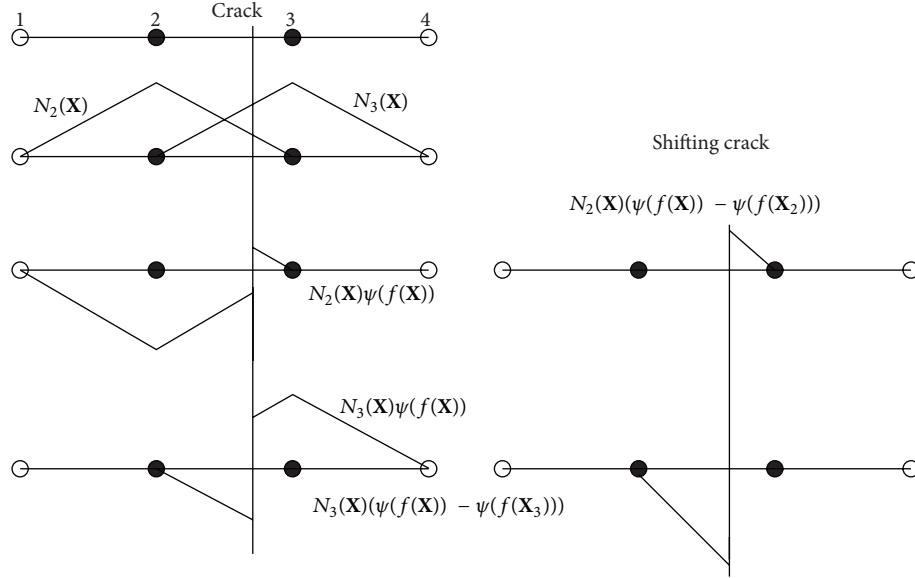 Crack
1 2 3 4
N₂(X) N₃(X)
Shifting crack
N₂(X)(ψ(f(X)) − ψ(f(X₂)))
N₂(X)ψ(f(X))
N₃(X)ψ(f(X))
N₃(X)(ψ(f(X)) − ψ(f(X₃)))